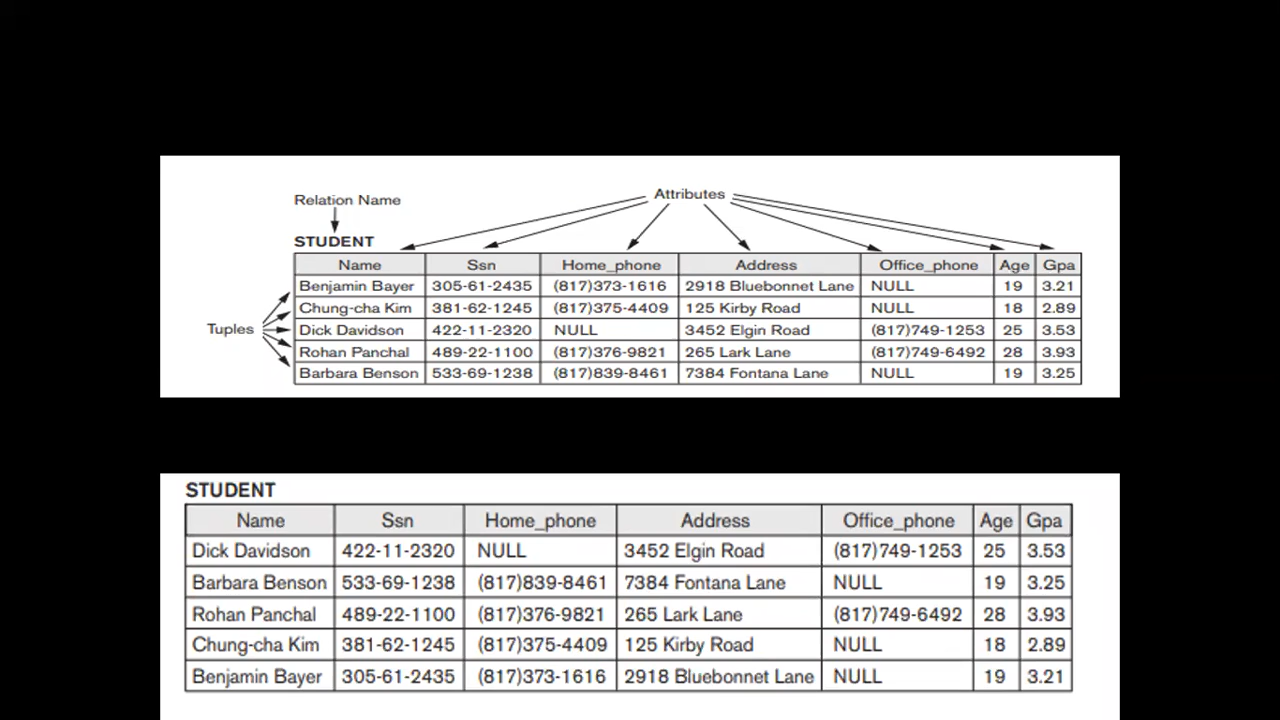 Attributes
Relation Name
STUDENT
Name Ssn Home_phone Address Office_phone Age Gpa
Benjamin Bayer 305-61-2435 (817)373-1616 2918 Bluebonnet Lane NULL 19 3.21
Chung-cha Kim 381-62-1245 (817)375-4409 125 Kirby Road NULL 18 2.89
Tuples Dick Davidson 422-11-2320 NULL 3452 Elgin Road (817)749-1253 25 3.53
Rohan Panchal 489-22-1100 (817)376-9821 265 Lark Lane (817)749-6492 28 3.93
Barbara Benson 533-69-1238 (817)839-8461 7384 Fontana Lane NULL 19 3.25
STUDENT
Name Ssn Home_phone Address Office_phone Age Gpa
Dick Davidson 422-11-2320 NULL 3452 Elgin Road (817)749-1253 25 3.53
Barbara Benson 533-69-1238 (817)839-8461 7384 Fontana Lane NULL 19 3.25
Rohan Panchal 489-22-1100 (817)376-9821 265 Lark Lane (817)749-6492 28 3.93
Chung-cha Kim 381-62-1245 (817)375-4409 125 Kirby Road NULL 18 2.89
Benjamin Bayer 305-61-2435 (817)373-1616 2918 Bluebonnet Lane NULL 19 3.21